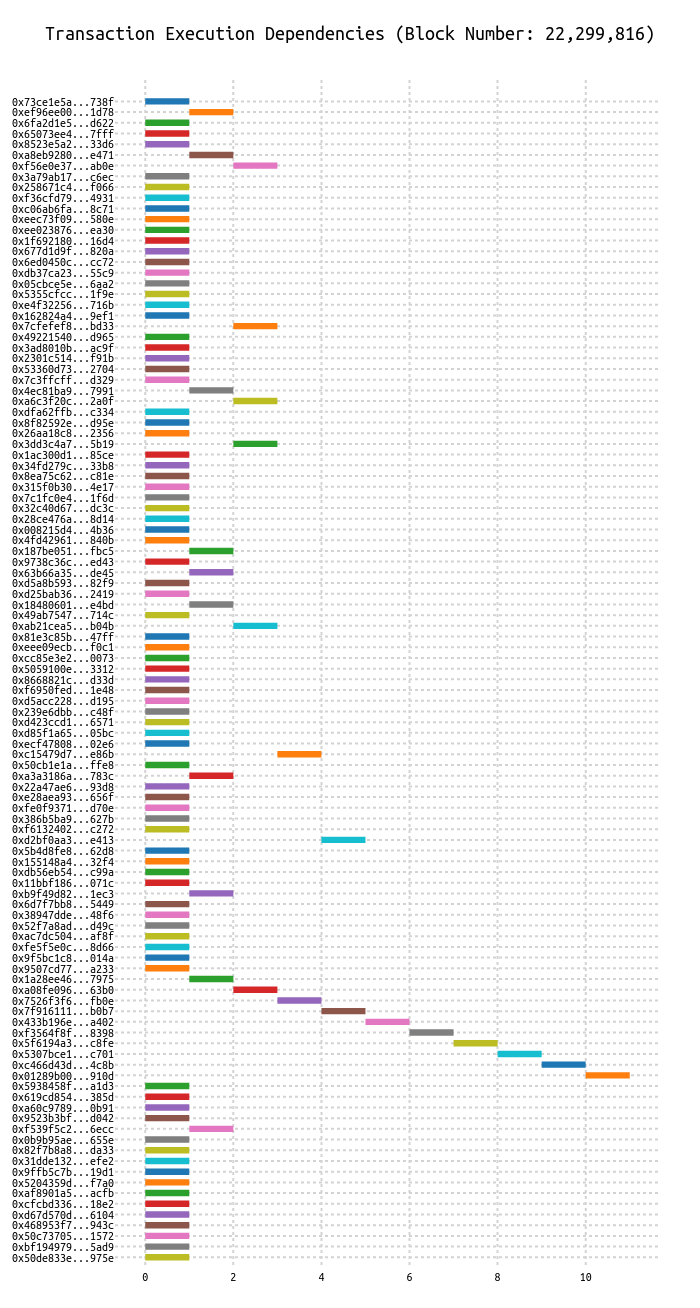 Transaction Execution Dependencies (Block Number: 22,299,816)
0x73ce1e5a...738f
0xef96ee00...1d78
0x6fa2d1e5...d622
0x65073ee4...7fff
0x8523e5a2...33d6
0xa8eb9280...e471
0xf56e0e37...ab0e
0x3a79ab17...c6ec
0x258671c4...f066
0xf36cfd79...4931
0xc06ab6fa...8c71
0xeec73f09...580e
0xee023876...ea30
0x1f692180...16d4
0x677d1d9f...820a
0x6ed0450c...cc72
0xdb37ca23...55c9
0x05cbce5e...6aa2
0x5355cfcc...1f9e
0xe4f32256...716b
0x162824a4...9ef1
0x7cfefef8...bd33
0x49221540...d965
0x3ad8010b...ac9f
0x2301c514...f91b
0x53360d73...2704
0x7c3ffcff...d329
0x4ec81ba9...7991
0xa6c3f20c...2a0f
0xdfa62ffb...c334
0x8f82592e...d95e
0x26aa18c8...2356
0x3dd3c4a7...5b19
0x1ac300d1...85ce
0x34fd279c...33b8
0x8ea75c62...c81e
0x315f0b30...4e17
0x7c1fc0e4...1f6d
0x32c40d67...dc3c
0x28ce476a...8d14
0x008215d4...4b36
0x4fd42961...840b
0x187be051...fbc5
0x9738c36c...ed43
0x63b66a35...de45
0xd5a8b593...82f9
0xd25bab36...2419
0x18480601...e4bd
0x49ab7547...714c
0xab21cea5...b04b
0x81e3c85b...47ff
0xeee09ecb...f0c1
0xcc85e3e2...0073
0x5059100e...3312
0x8668821c...d33d
0xf6950fed...1e48
0xd5acc228...d195
0x239e6dbb...c48f
0xd423ccd1...6571
0xd85f1a65...05bc
0xecf47808...02e6
0xc15479d7...e86b
0x50cb1e1a...ffe8
0xa3a3186a...783c
0x22a47ae6...93d8
0xe28aea93...656f
0xfe0f9371...d70e
0x386b5ba9...627b
0xf6132402...c272
0xd2bf0aa3...e413
0x5b4d8fe8...62d8
0x155148a4...32f4
0xdb56eb54...c99a
0x11bbf186...071c
0xb9f49d82...1ec3
0x6d7f7bb8...5449
0x38947dde...48f6
0x52f7a8ad...d49c
0xac7dc504...af8f
0xfe5f5e0c...8d66
0x9f5bc1c8...014a
0x9507cd77...a233
0x1a28ee46...7975
0xa08fe096...63b0
0x7526f3f6...fb0e
0x7f916111...b0b7
0x433b196e...a402
0xf3564f8f...8398
0x5f6194a3...c8fe
0x5307bce1...c701
0xc466d43d...4c8b
0x01289b00...910d
0x5938458f...a1d3
0x619cd854...385d
0xa60c9789...0b91
0x9523b3bf...d042
0xf539f5c2...6ecc
0x0b9b95ae...655e
0x82f7b8a8...da33
0x31dde132...efe2
0x9ffb5c7b...19d1
0x5204359d...f7a0
0xaf8901a5...acfb
0xcfcbd336...18e2
0xd67d570d...6104
0x468953f7...943c
0x50c73705...1572
0xbf194979...5ad9
0x50de833e...975e
0 2 4 6 8 10